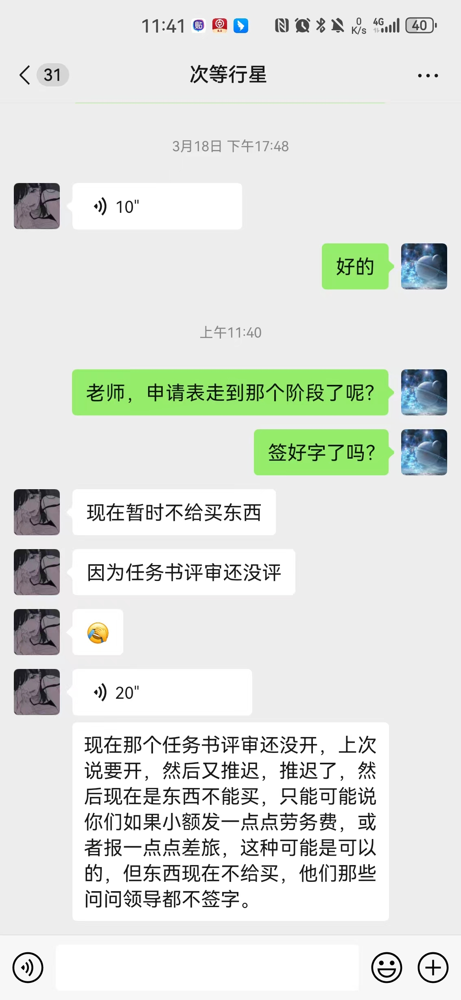 11:41 贴 8.0 0 K/s 4G 40
31 次等行星
3月18日 下午17:48
10"
好的
上午11:40
老师，申请表走到那个阶段了呢？
签好字了吗？
现在暂时不给买东西
因为任务书评审还没评
20"
现在那个任务书评审还没开，上次
说要开，然后又推迟，推迟了，然
后现在是东西不能买，只能可能说
你们如果小额发一点点劳务费，或
者报一点点差旅，这种可能是可以
的，但东西现在不给买，他们那些
问问领导都不签字。